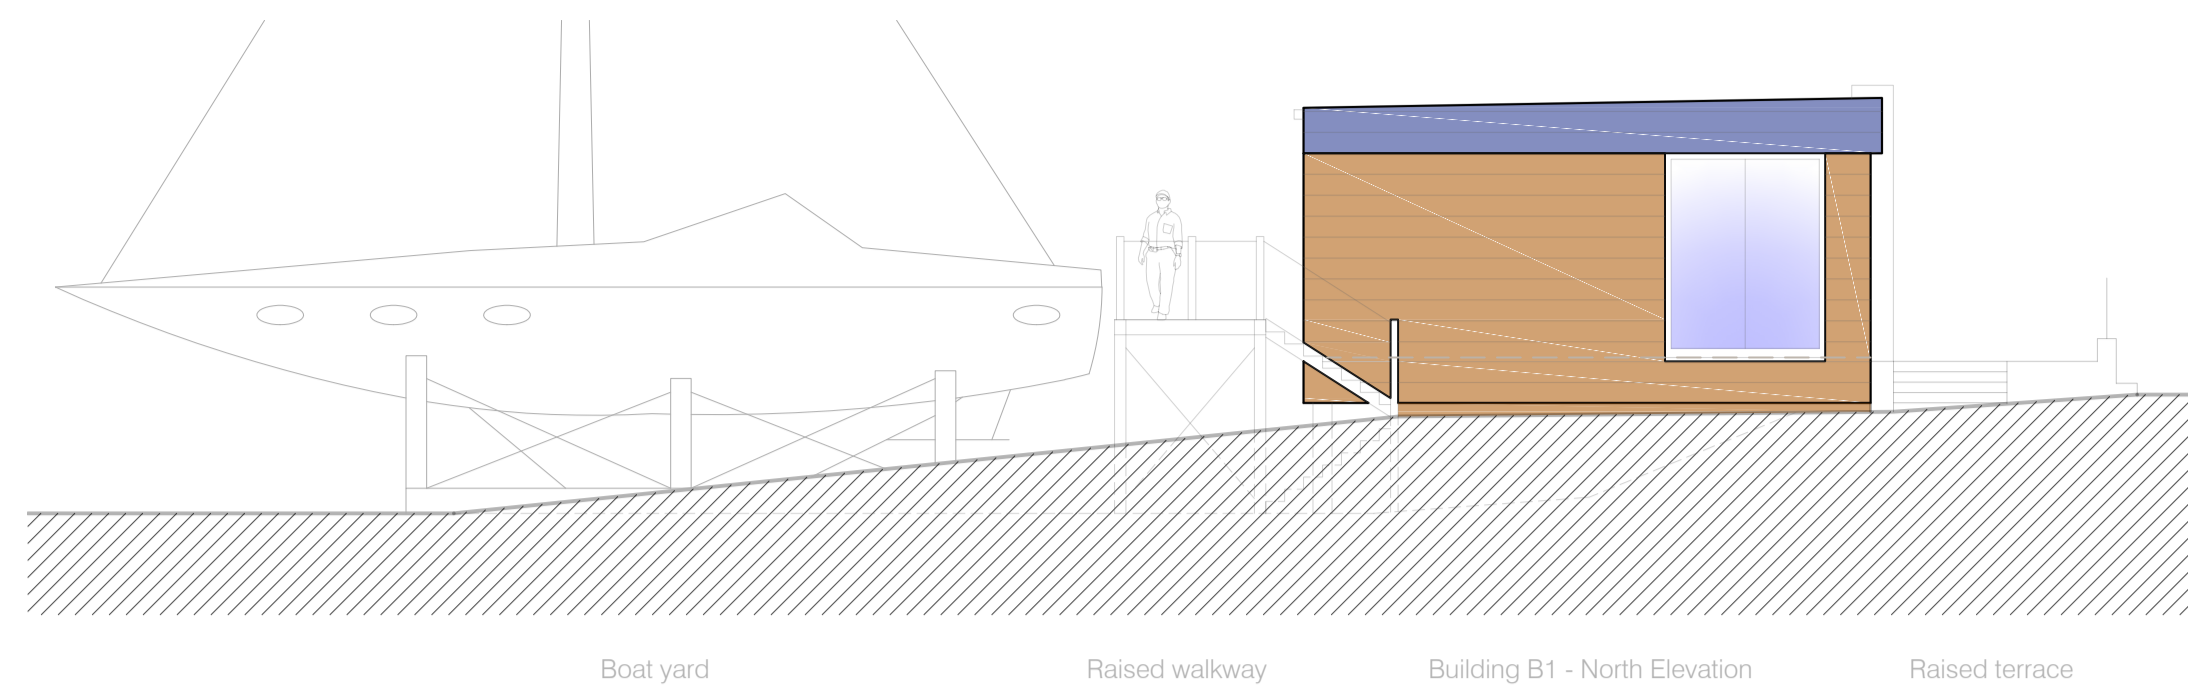 Boat yard
Raised walkway
Building B1 - North Elevation
Raised terrace